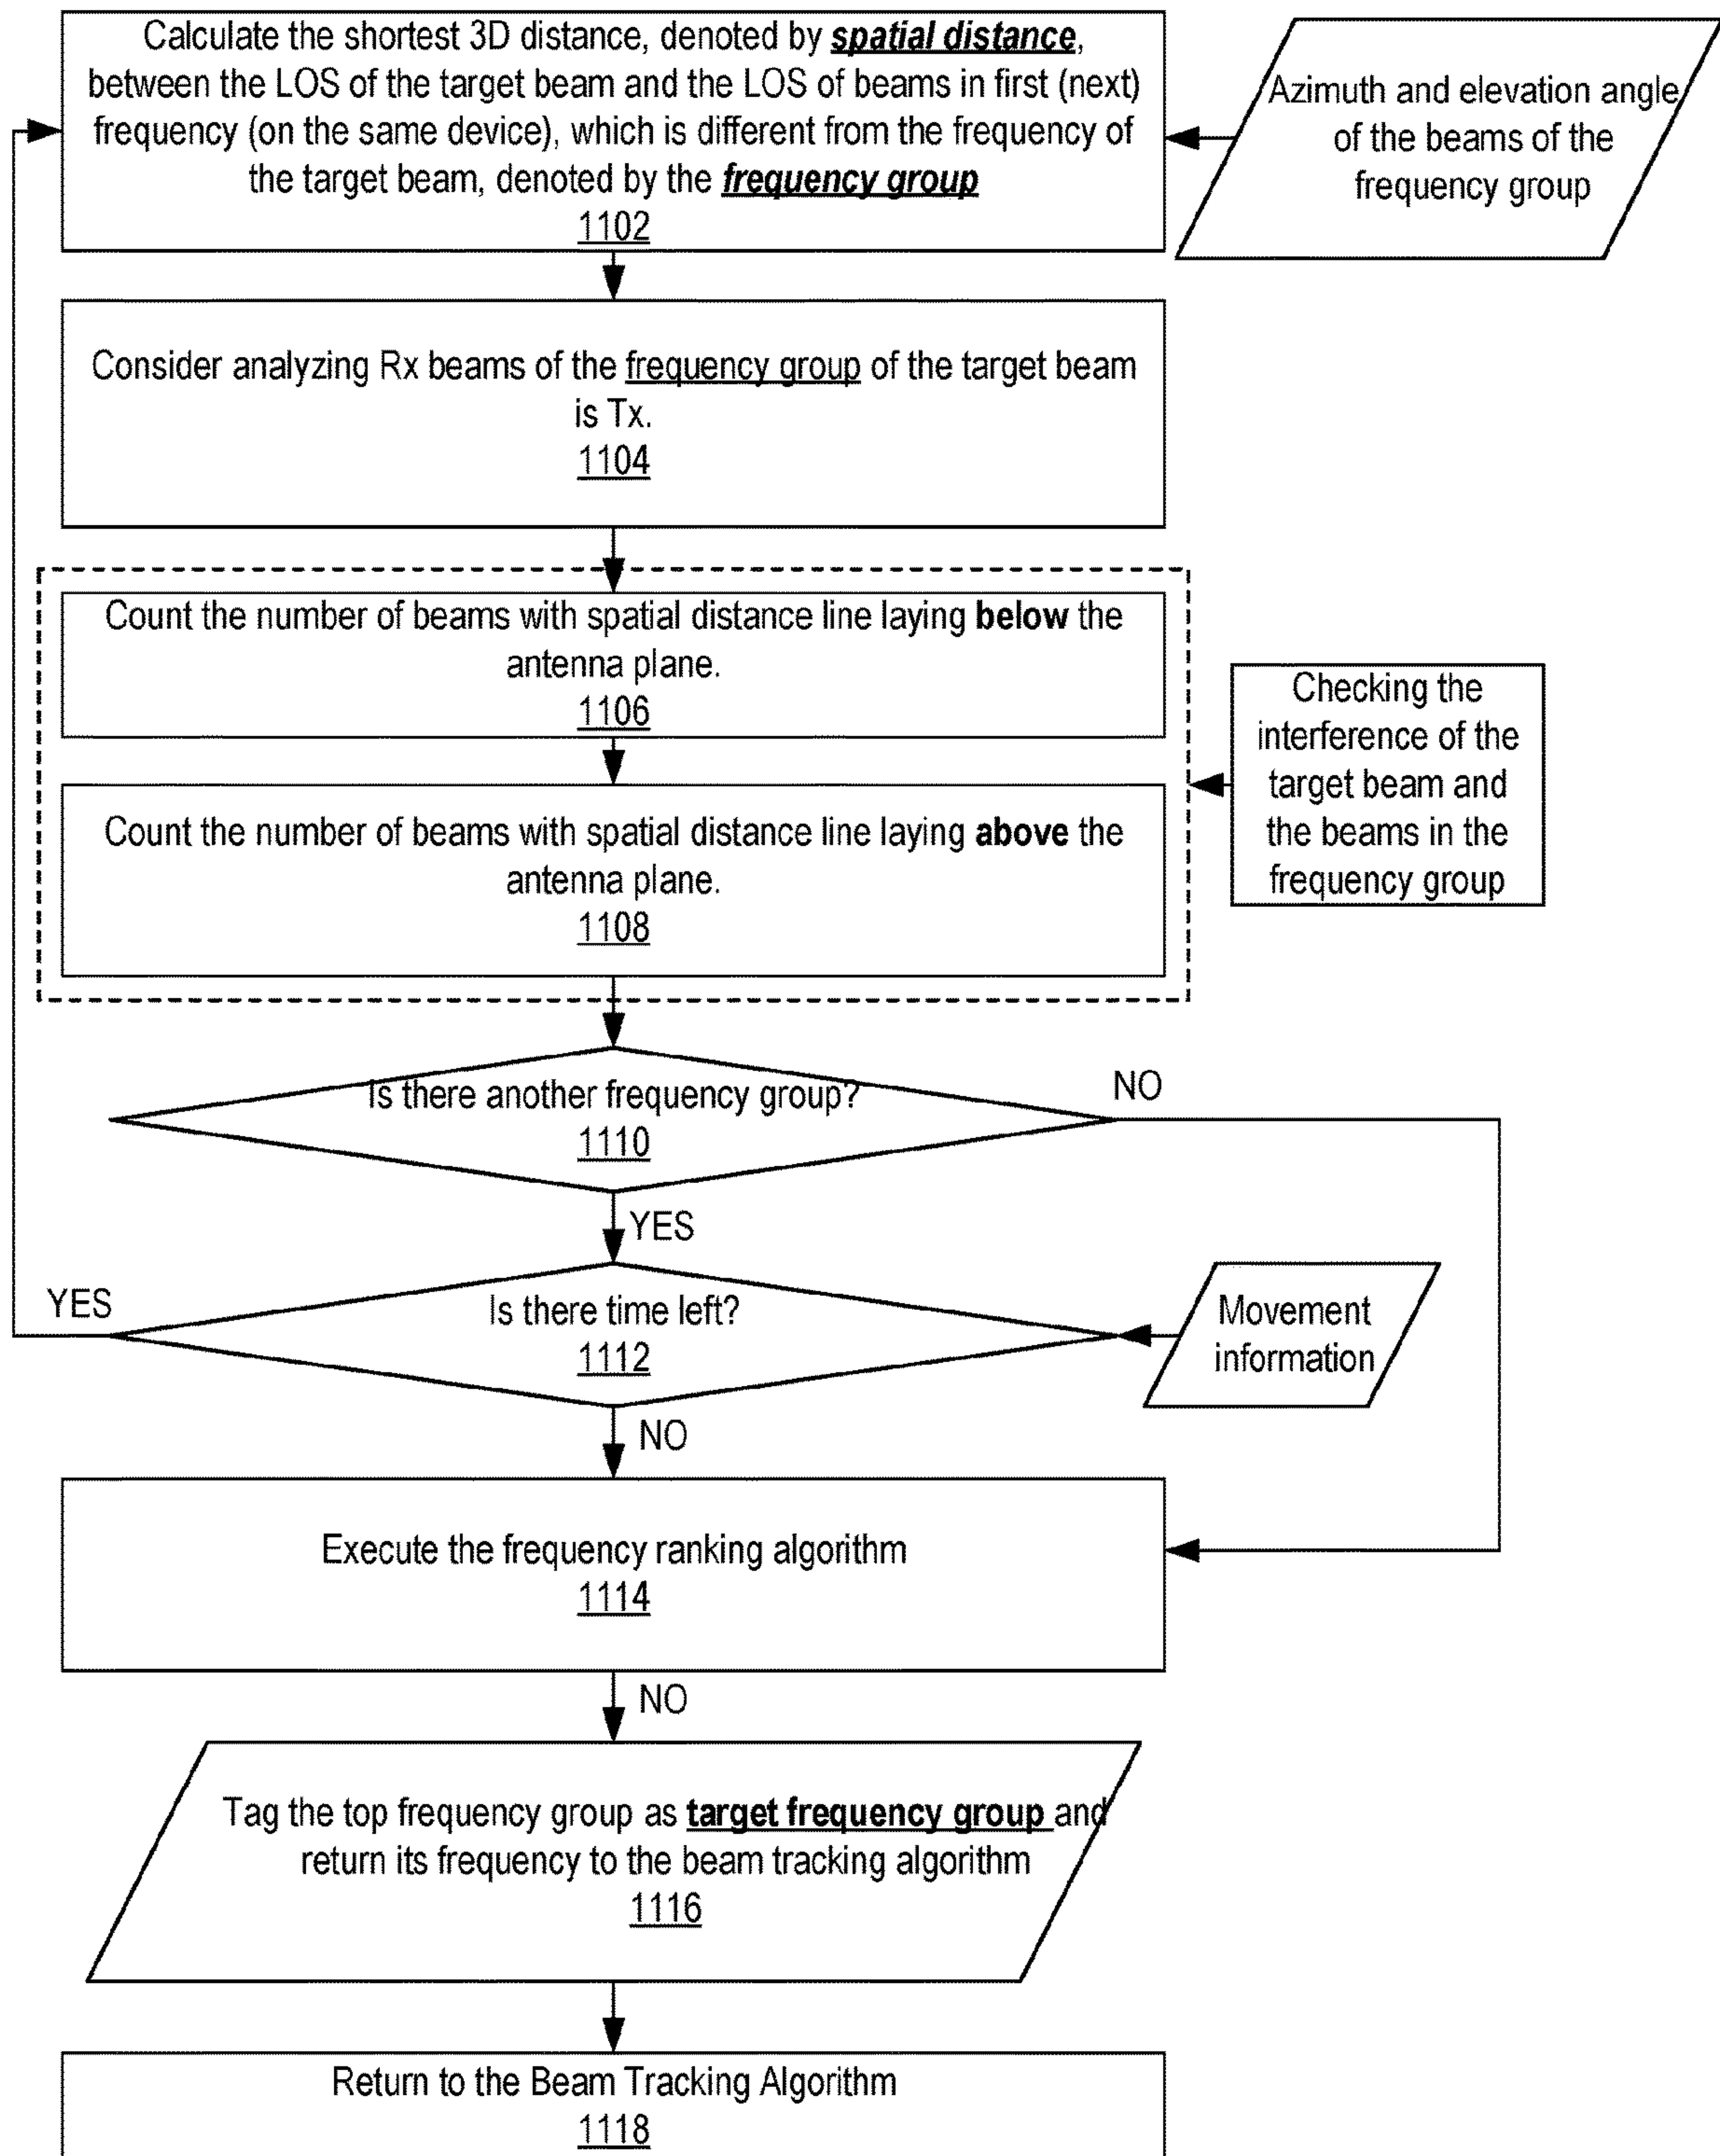 Calculate the shortest 3D distance, denoted by spatial distance,
between the LOS of the target beam and the LOS of beams in first (next)
frequency (on the same device), which is different from the frequency of
the target beam, denoted by the frequency group
1102
Azimuth and elevation angle
of the beams of the
frequency group
Consider analyzing Rx beams of the frequency group of the target beam
is Tx.
1104
Count the number of beams with spatial distance line laying below the
antenna plane.
1106
Count the number of beams with spatial distance line laying above the
antenna plane.
1108
Checking the
interference of the
target beam and
the beams in the
frequency group
Is there another frequency group?
1110
NO
YES
Is there time left?
1112
YES
Movement
information
NO
Execute the frequency ranking algorithm
1114
NO
Tag the top frequency group as target frequency group and
return its frequency to the beam tracking algorithm
1116
Return to the Beam Tracking Algorithm
1118